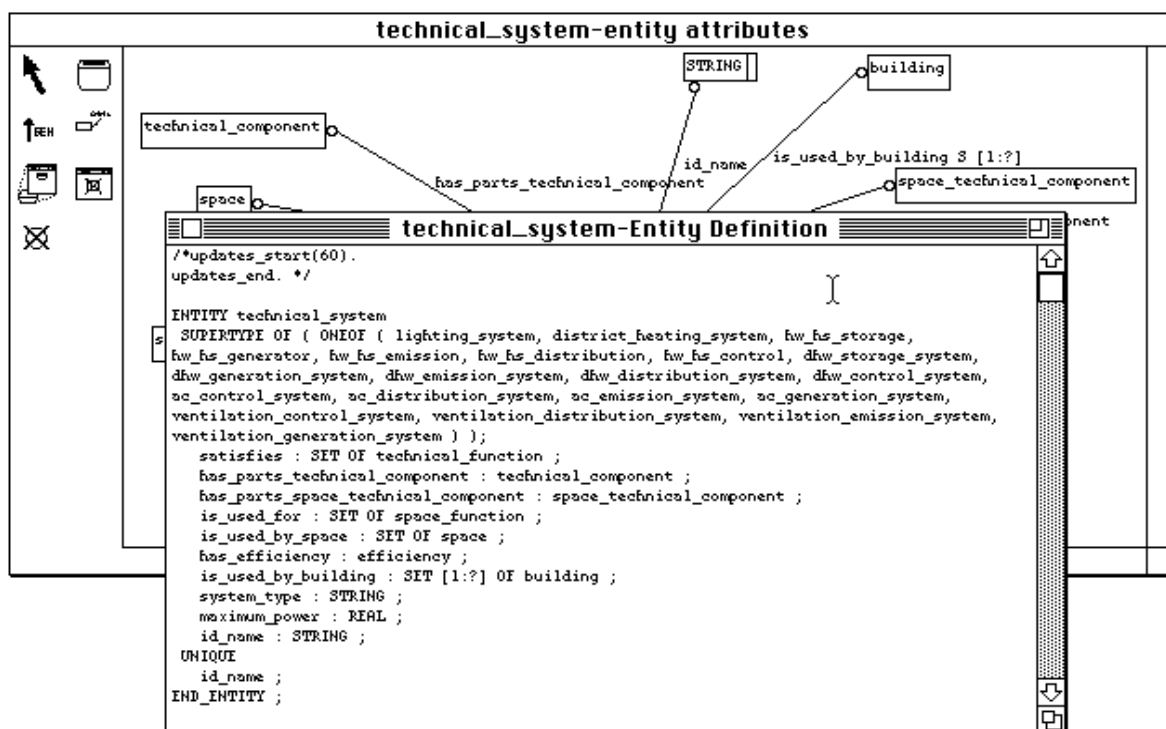 technical_system-entity attributes
STRING
building
GEN
technical_component
id_name
is_used_by_building S [1:?]
has_parts_technical_component
space_technical_component
space
onent
technical_system-Entity Definition
/*updates_start(60).
updates_end. */
ENTITY technical_system
SUPERTYPE OF ( ONEOF ( lighting_system, district_heating_system, hw_hs_storage,
s
hw_hs_generator, hw_hs_emission, hw_hs_distribution, hw_hs_control, dhw_storage_system,
dhw_generation_system, dhw_emission_system, dhw_distribution_system, dhw_control_system,
ac_control_system, ac_distribution_system, ac_emission_system, ac_generation_system,
ventilation_control_system, ventilation_distribution_system, ventilation_emission_system,
ventilation_generation_system ) );
satisfies : SET OF technical_function ;
has_parts_technical_component : technical_component ;
has_parts_space_technical_component : space_technical_component ;
is_used_for : SET OF space_function ;
is_used_by_space : SET OF space ;
has_efficiency : efficiency ;
is_used_by_building : SET [1:?] OF building ;
system_type : STRING ;
maximum_power : REAL ;
id_name : STRING ;
UNIQUE
id_name ;
END_ENTITY ;